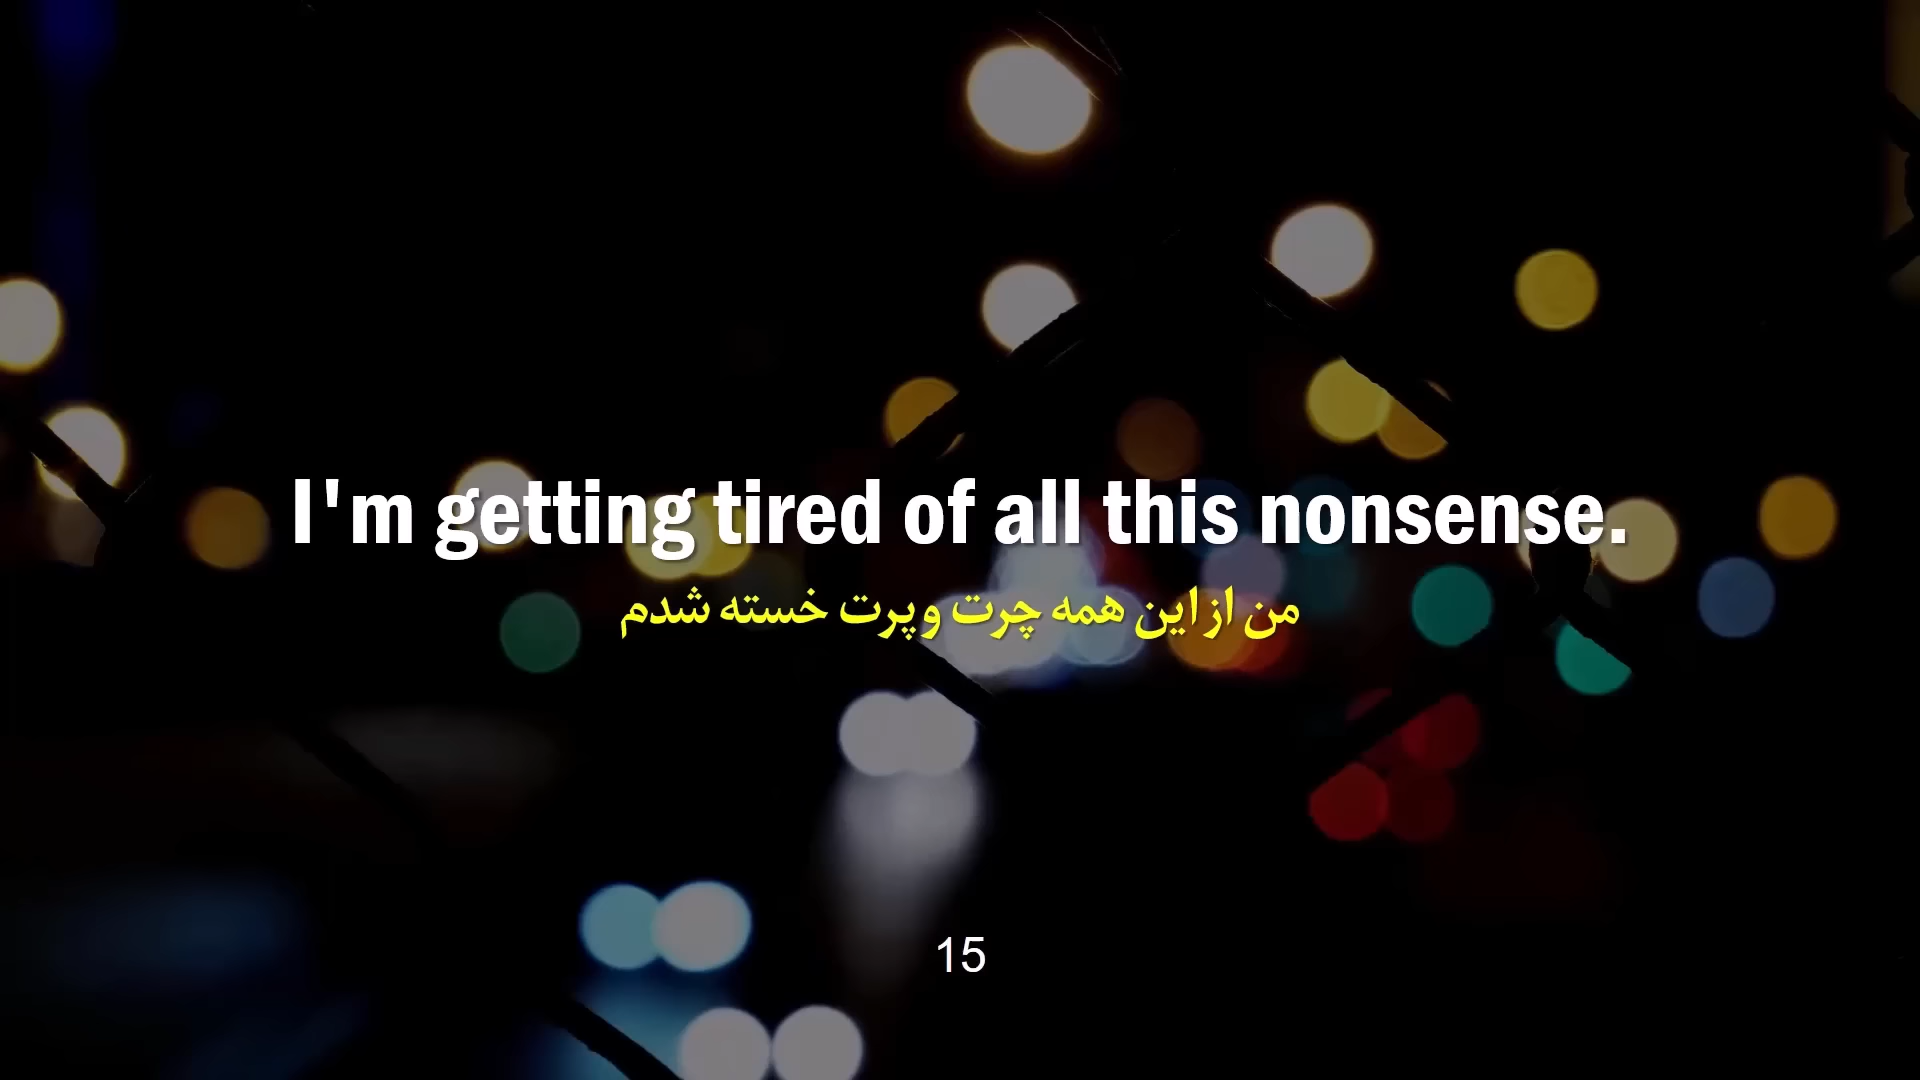 I'm getting tired of all this nonsense.
من از این همه چرت و پرت خسته شدم
15